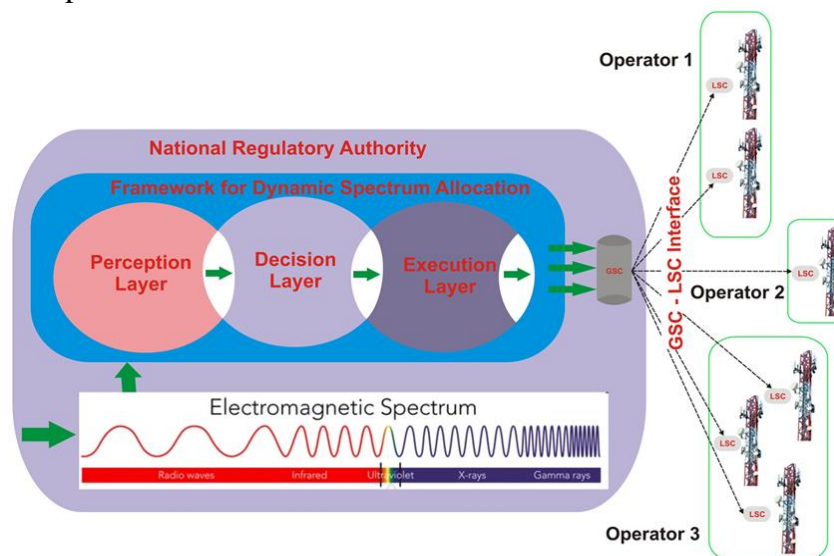 Operator 1
LSC
LSC
National Regulatory Authority
Framework for Dynamic Spectrum Allocation
Perception
Layer
Decision
Layer
Execution
Layer
GSC
GSC - LSC Interface
LSC
Operator 2
LSC
LSC
LSC
Operator 3
Electromagnetic Spectrum
Radio waves
Infrared
Ultraviolet
X-rays
Gamma rays